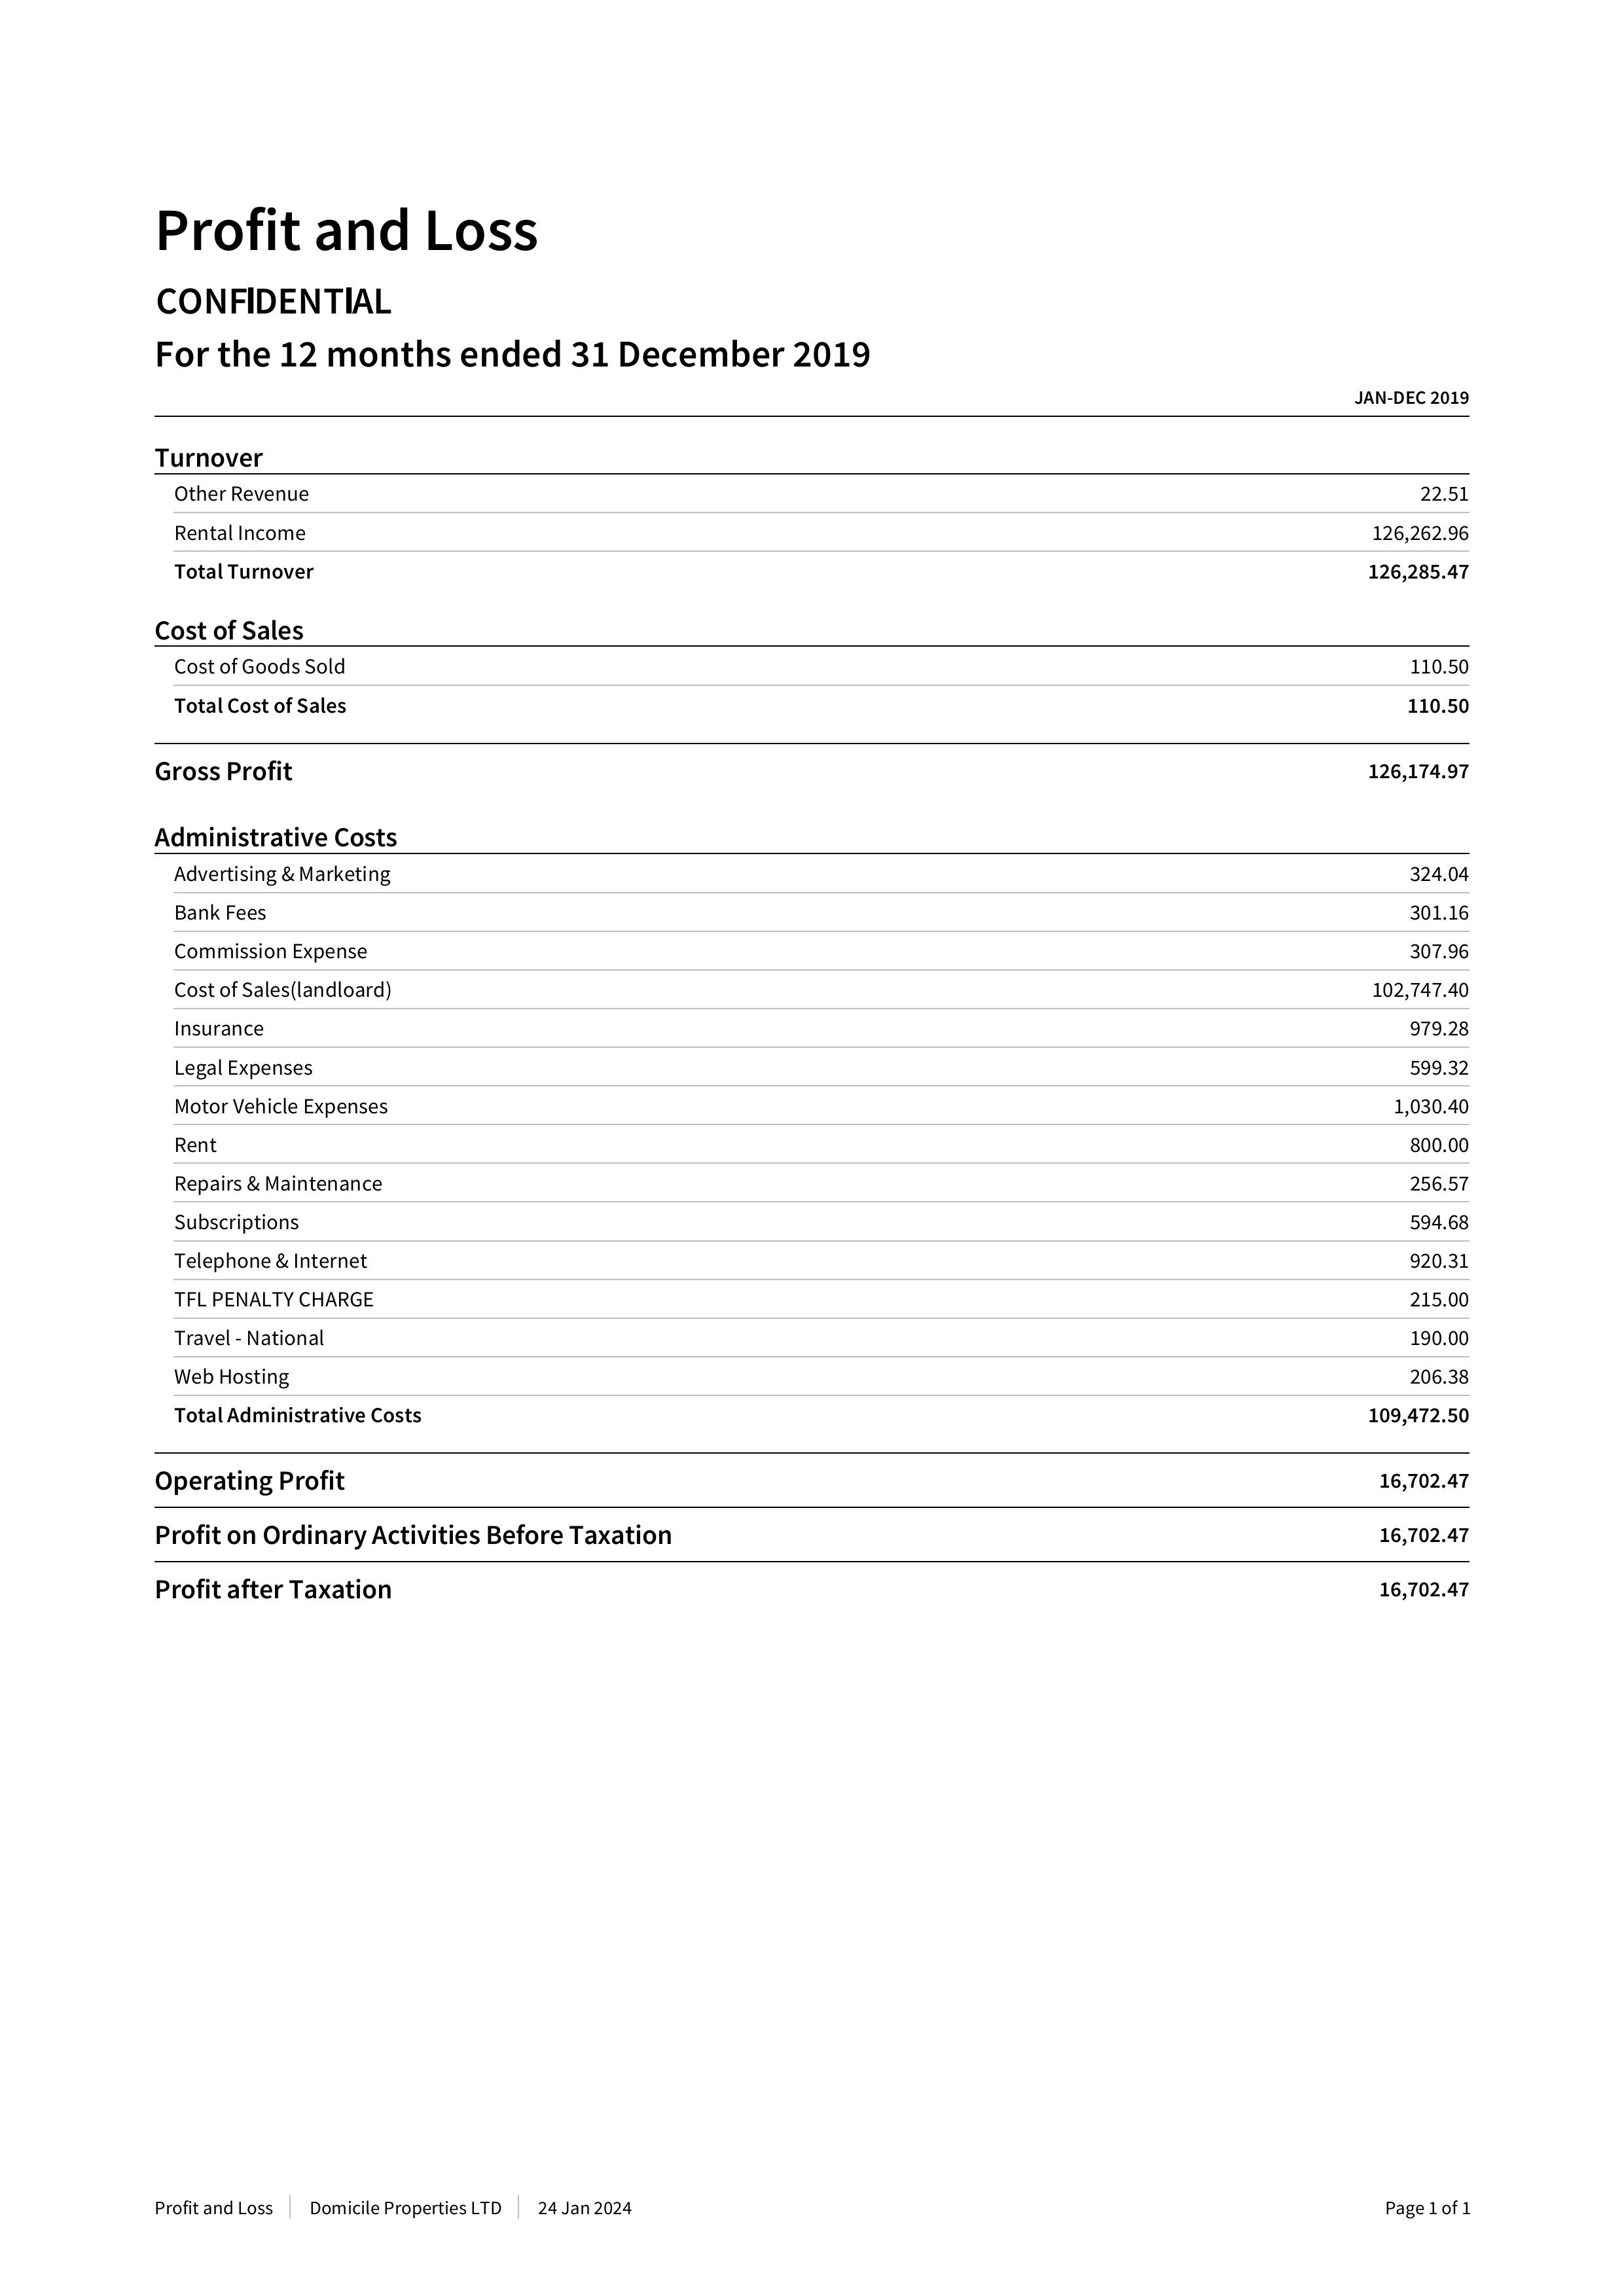 Profit and Loss
CONFIDENTIAL
For the 12 months ended 31 December 2019
JAN-DEC 2019
Turnover
Other Revenue 22.51
Rental Income 126,262.96
Total Turnover 126,285.47
Cost of Sales
Cost of Goods Sold 110.50
Total Cost of Sales 110.50
Gross Profit 126,174.97
Administrative Costs
Advertising & Marketing 324.04
Bank Fees 301.16
Commission Expense 307.96
Cost of Sales(landloard) 102,747.40
Insurance 979.28
Legal Expenses 599.32
Motor Vehicle Expenses 1,030.40
Rent 800.00
Repairs & Maintenance 256.57
Subscriptions 594.68
Telephone & Internet 920.31
TFL PENALTY CHARGE 215.00
Travel - National 190.00
Web Hosting 206.38
Total Administrative Costs 109,472.50
Operating Profit 16,702.47
Profit on Ordinary Activities Before Taxation 16,702.47
Profit after Taxation 16,702.47
Profit and Loss Domicile Properties LTD 24 Jan 2024 Page 1 of 1